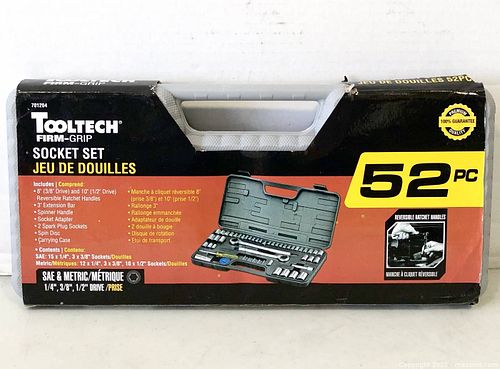 TOOLTECH
FIRM-GRIP
JEU DE DOUILLES 52PC
701204
TOOLTECH®
FIRM-GRIP
SOCKET SET
JEU DE DOUILLES
Includes | Comprend:
• 8" (3/8" Drive) and 10" (1/2" Drive)
Reversible Ratchet Handles
• 3" Extension Bar
• Spinner Handle
• Socket Adapter
• 2 Spark Plug Sockets
• Spin Disc
• Carrying Case
• Manche à cliquet réversible 8"
(prise 3/8") et 10" (prise 1/2")
• Rallonge 3"
• Rallonge emmanchée
• Adaptateur de douille
• 2 douille à bougie
• Disque de rotation
• Étui de transport
• Contents | Contenu:
SAE: 15 x 1/4", 3 x 3/8" Sockets/Douilles
Metric/Métriques: 12 x 1/4", 3 x 3/8", 10 x 1/2" Sockets/Douilles
SAE & METRIC/MÉTRIQUE
1/4", 3/8", 1/2" DRIVE /PRISE
PREMIUM
100% GUARANTEE
QUALITY
52 PC
REVERSIBLE RATCHET HANDLES
MANCHE À CLIQUET RÉVERSIBLE